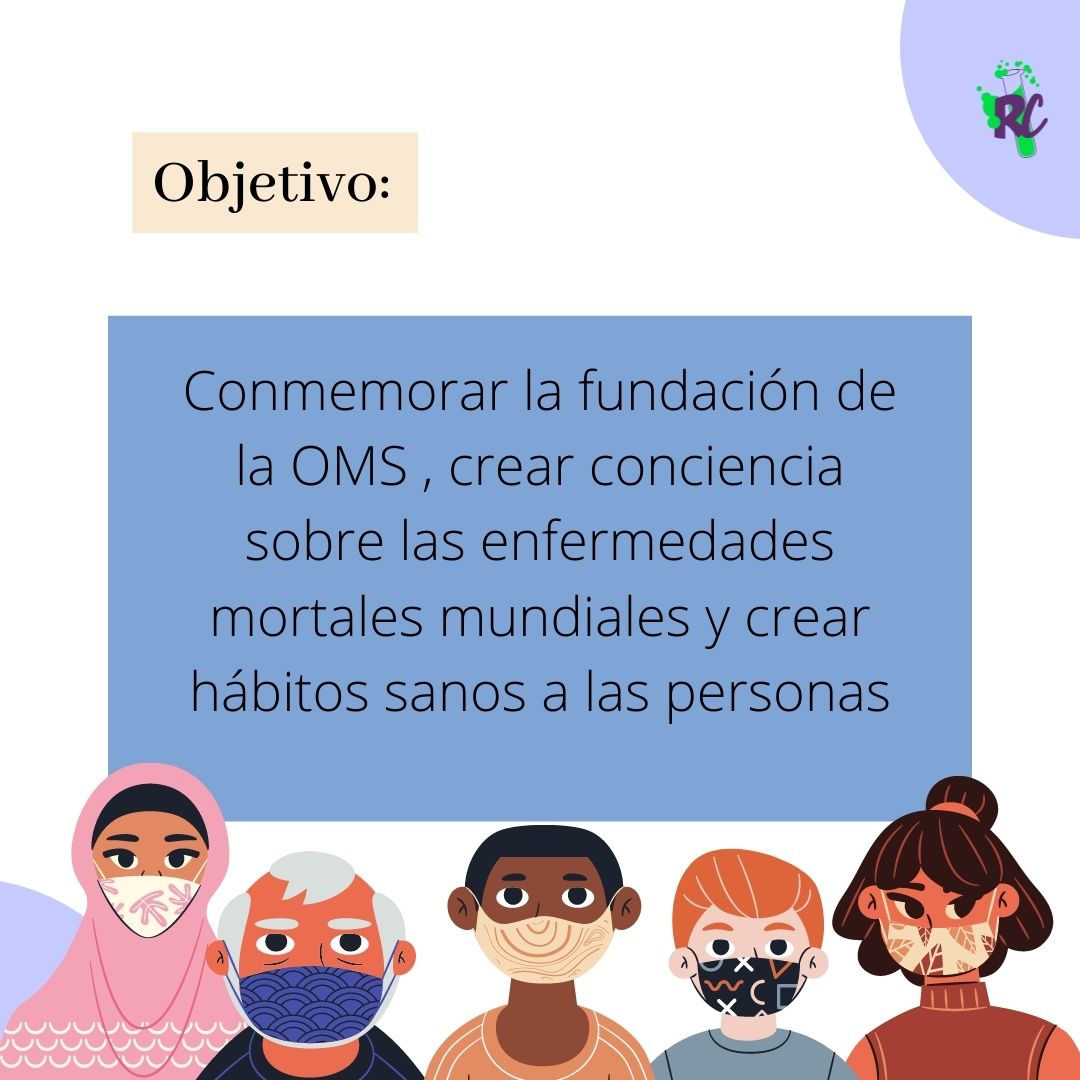 RC
Objetivo:
Conmemorar la fundación de
la OMS , crear conciencia
sobre las enfermedades
mortales mundiales y crear
hábitos sanos a las personas